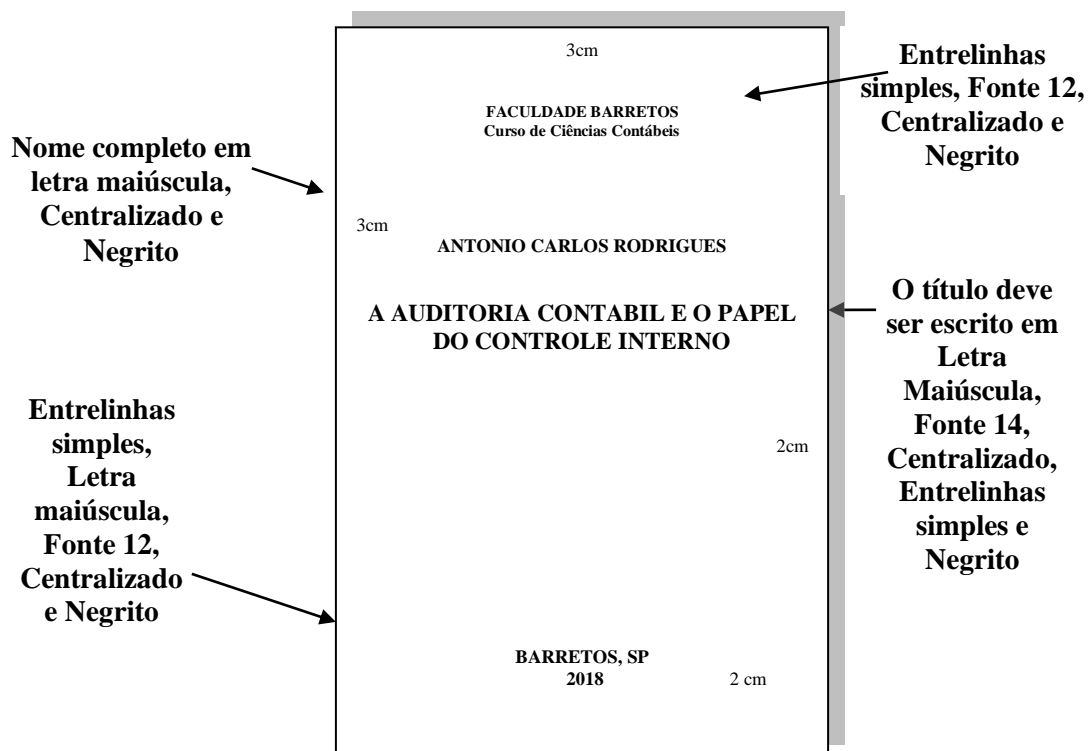 3cm
FACULDADE BARRETOS
Curso de Ciências Contábeis
Entrelinhas
simples, Fonte 12,
Centralizado e
Negrito
Nome completo em
letra maiúscula,
Centralizado e
Negrito
3cm
ANTONIO CARLOS RODRIGUES
A AUDITORIA CONTABIL E O PAPEL
DO CONTROLE INTERNO
O título deve
ser escrito em
Letra
Maiúscula,
Fonte 14,
Centralizado,
Entrelinhas
simples e
Negrito
2cm
Entrelinhas
simples,
Letra
maiúscula,
Fonte 12,
Centralizado
e Negrito
BARRETOS, SP
2018
2 cm